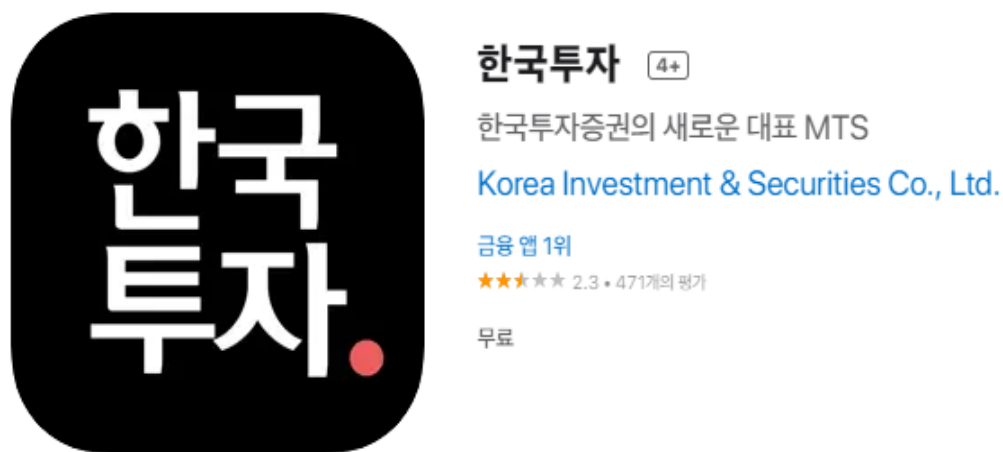 한국
투자
한국투자 4+
한국투자증권의 새로운 대표 MTS
Korea Investment & Securities Co., Ltd.
금융 앱 1위
★★★★★ 2.3 • 471개의 평가
무료